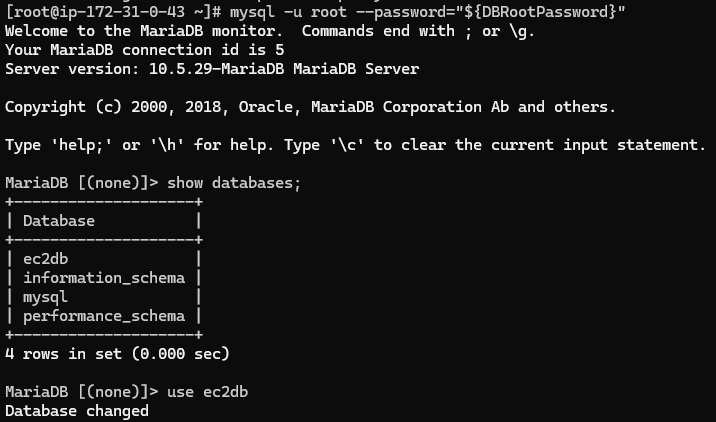 [root@ip-172-31-0-43 ~]# mysql -u root --password="${DBRootPassword}"
Welcome to the MariaDB monitor.  Commands end with ; or \g.
Your MariaDB connection id is 5
Server version: 10.5.29-MariaDB MariaDB Server

Copyright (c) 2000, 2018, Oracle, MariaDB Corporation Ab and others.

Type 'help;' or '\h' for help. Type '\c' to clear the current input statement.

MariaDB [(none)]> show databases;
+--------------------+
| Database           |
+--------------------+
| ec2db              |
| information_schema |
| mysql              |
| performance_schema |
+--------------------+
4 rows in set (0.000 sec)

MariaDB [(none)]> use ec2db
Database changed